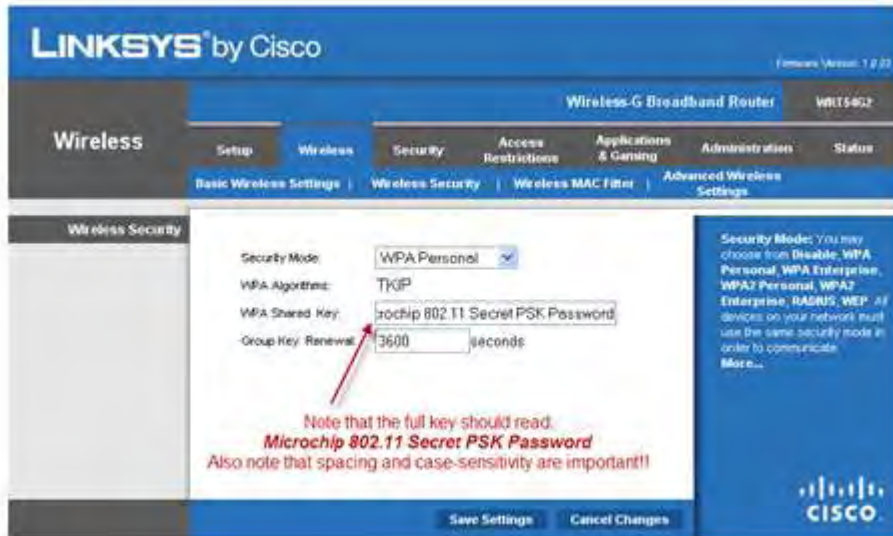 LINKSYS® by Cisco
Firmware Version: 1.0.01
Wireless-G Broadband Router WRT54G2
Wireless
Setup Wireless Security Access Restrictions Applications & Gaming Administration Status
Basic Wireless Settings | Wireless Security | Wireless MAC Filter | Advanced Wireless Settings
Wireless Security
Security Mode: WPA Personal
WPA Algorithms: TKIP
WPA Shared Key: rochip 802.11 Secret PSK Password
Group Key Renewal: 3600 seconds
Note that the full key should read:
Microchip 802.11 Secret PSK Password
Also note that spacing and case-sensitivity are important!!
Security Mode: You may
choose from Disable, WPA
Personal, WPA Enterprise,
WPA2 Personal, WPA2
Enterprise, RADIUS, WEP. All
devices on your network must
use the same security mode in
order to communicate.
More...
Save Settings Cancel Changes
CISCO